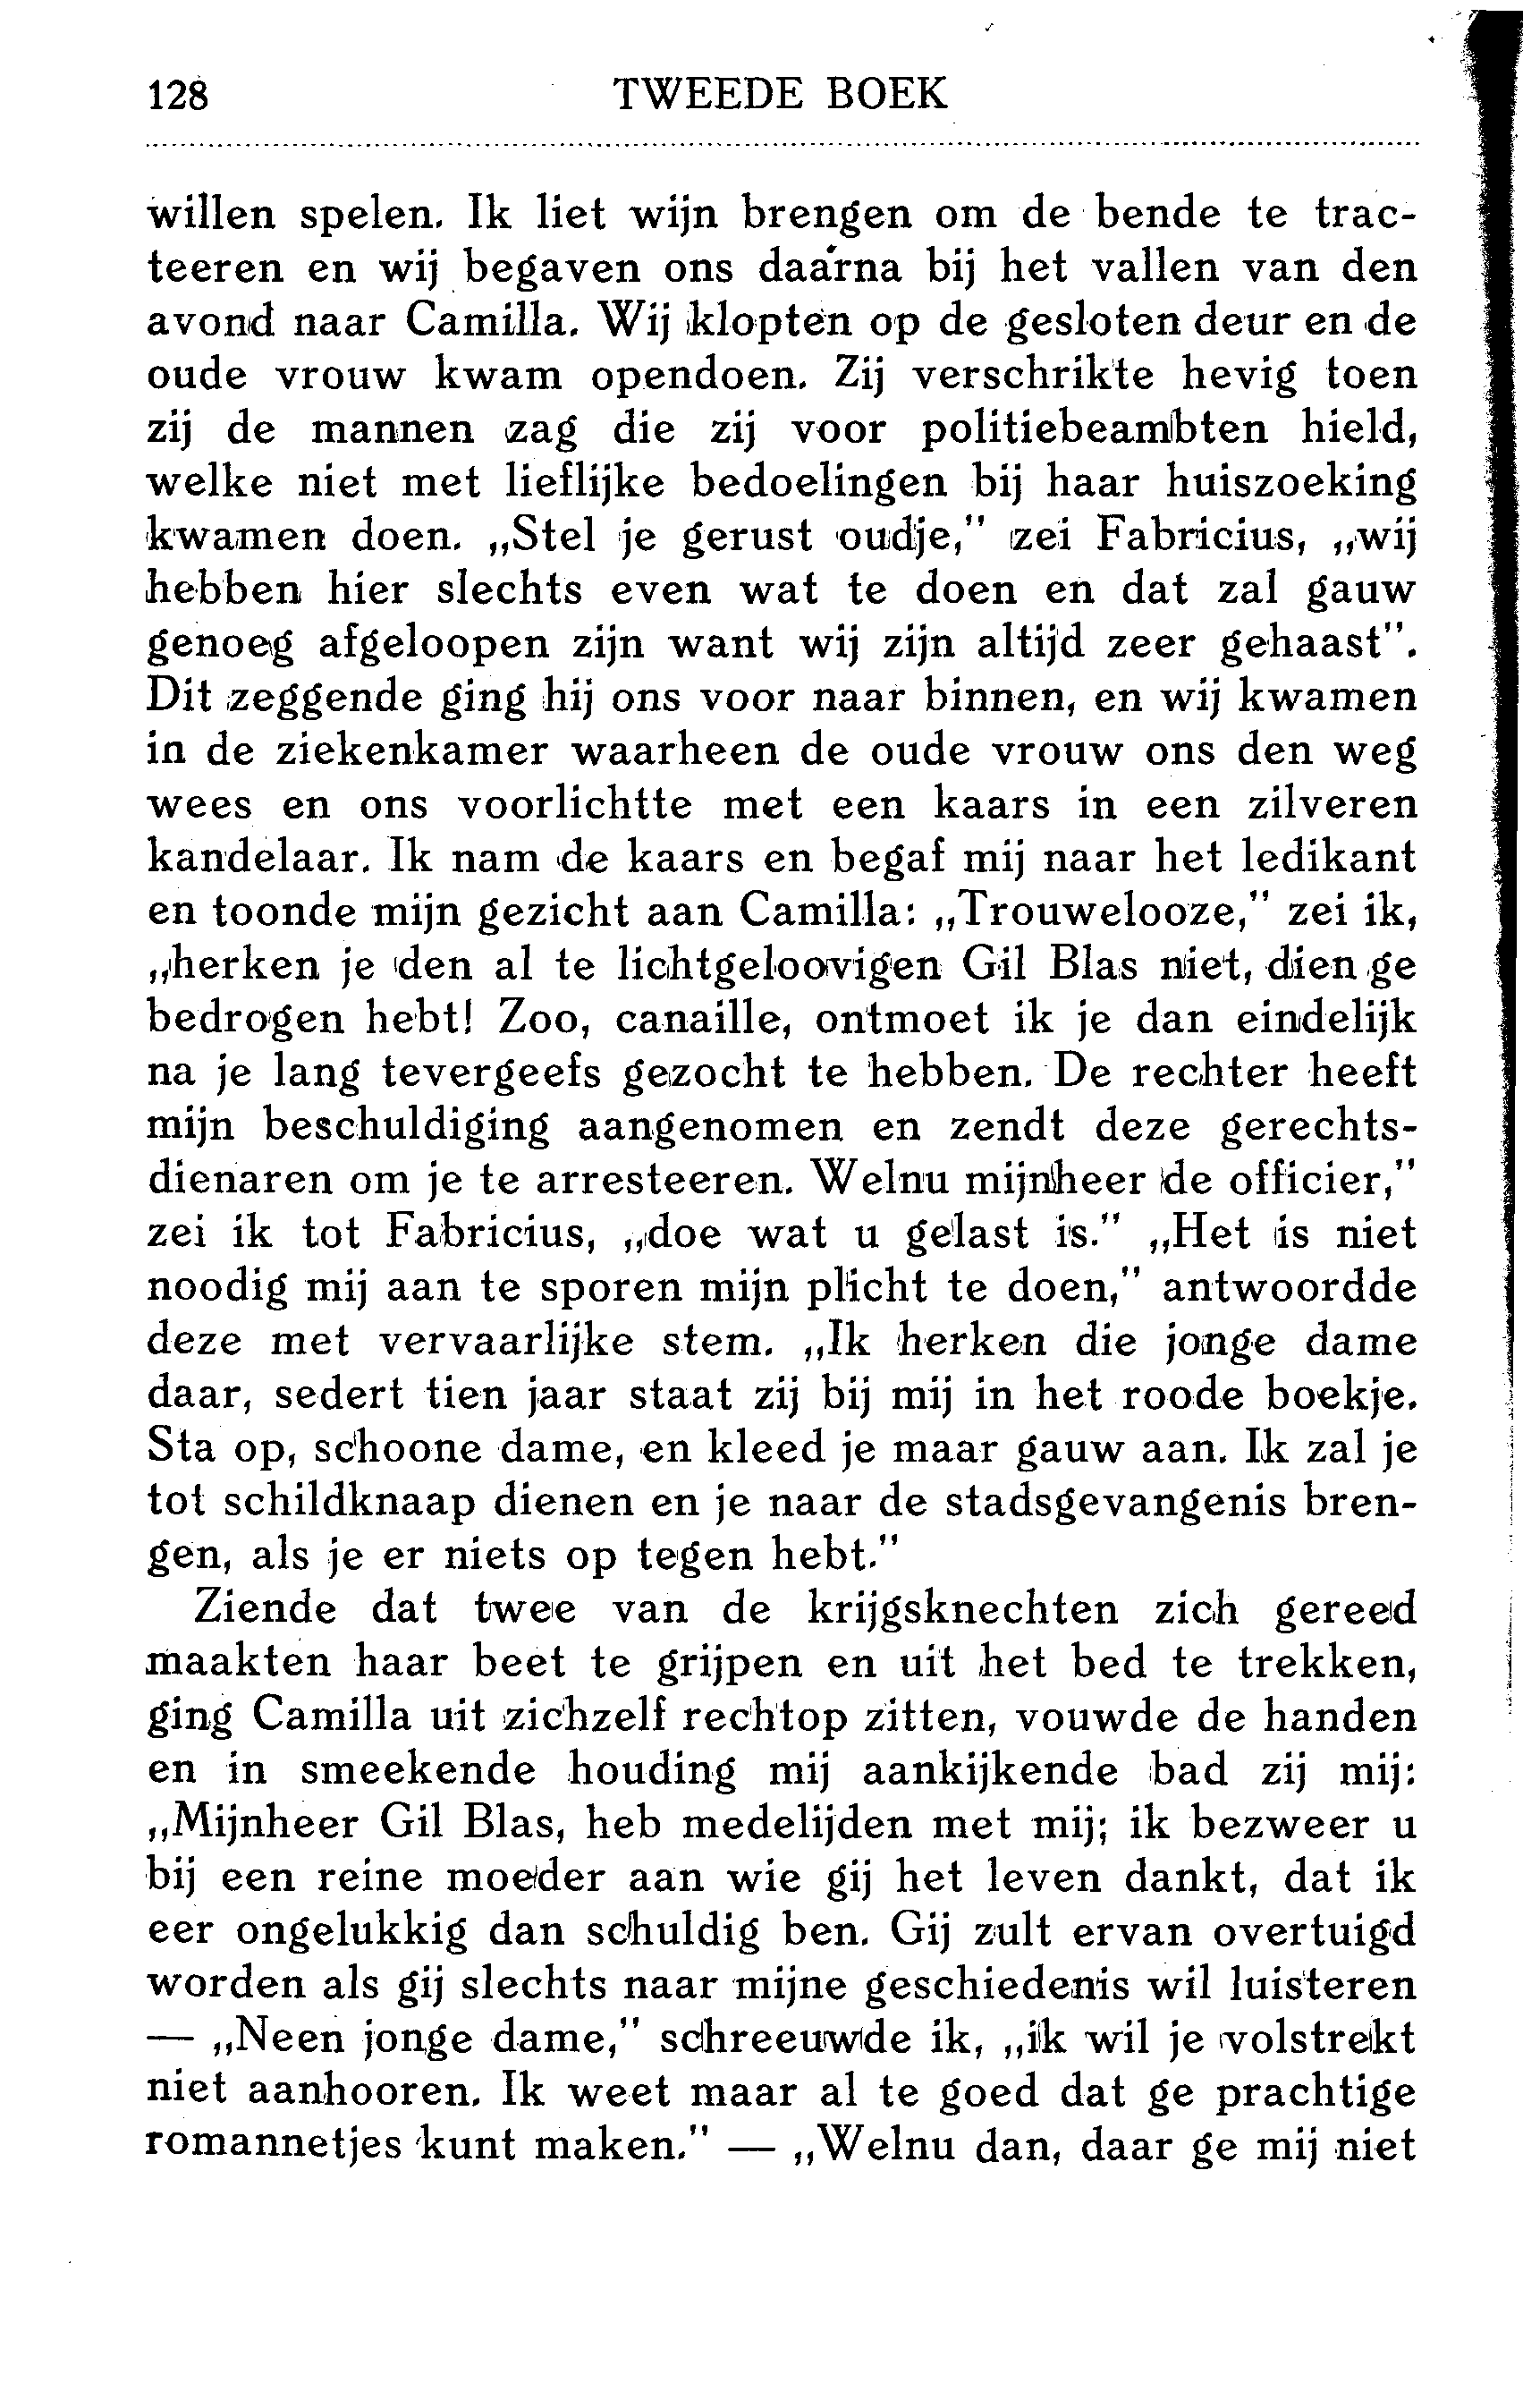 128 TWEEDE BOEK
willen spelen. Ik liet wijn brengen om de bende te trac-
teeren en wij begaven ons daarna bij het vallen van den
avond naar Camilla. Wij klopten op de gesloten deur en de
oude vrouw kwam opendoen. Zij verschrikte hevig toen
zij de mannen zag die zij voor politiebeambten hield,
welke niet met lieflijke bedoelingen bij haar huiszoeking
kwamen doen. „Stel je gerust oudje,” zei Fabricius, „wij
hebben hier slechts even wat te doen en dat zal gauw
genoeg afgeloopen zijn want wij zijn altijd zeer gehaast”.
Dit zeggende ging hij ons voor naar binnen, en wij kwamen
in de ziekenkamer waarheen de oude vrouw ons den weg
wees en ons voorlichtte met een kaars in een zilveren
kandelaar. Ik nam de kaars en begaf mij naar het ledikant
en toonde mijn gezicht aan Camilla: „Trouwelooze,” zei ik,
„herken je den al te lichtgeloovigen Gil Blas niet, dien ge
bedrogen hebt! Zoo, canaille, ontmoet ik je dan eindelijk
na je lang tevergeefs gezocht te hebben. De rechter heeft
mijn beschuldiging aangenomen en zendt deze gerechts-
dienaren om je te arresteeren. Welnu mijnheer de officier,”
zei ik tot Fabricius, „doe wat u gelast is.” „Het is niet
noodig mij aan te sporen mijn plicht te doen,” antwoordde
deze met vervaarlijke stem. „Ik herken die jonge dame
daar, sedert tien jaar staat zij bij mij in het roode boekje.
Sta op, schoone dame, en kleed je maar gauw aan. Ik zal je
tot schildknaap dienen en je naar de stadsgevangenis bren-
gen, als je er niets op tegen hebt.”
Ziende dat twee van de krijgsknechten zich gereed
maakten haar beet te grijpen en uit het bed te trekken,
ging Camilla uit zichzelf rechtop zitten, vouwde de handen
en in smeekende houding mij aankijkende bad zij mij:
„Mijnheer Gil Blas, heb medelijden met mij; ik bezweer u
bij een reine moeder aan wie gij het leven dankt, dat ik
eer ongelukkig dan schuldig ben. Gij zult ervan overtuigd
worden als gij slechts naar mijne geschiedenis wil luisteren
— „Neen jonge dame,” schreeuwde ik, „ik wil je volstrekt
niet aanhooren. Ik weet maar al te goed dat ge prachtige
romannetjes kunt maken.” — „Welnu dan, daar ge mij niet